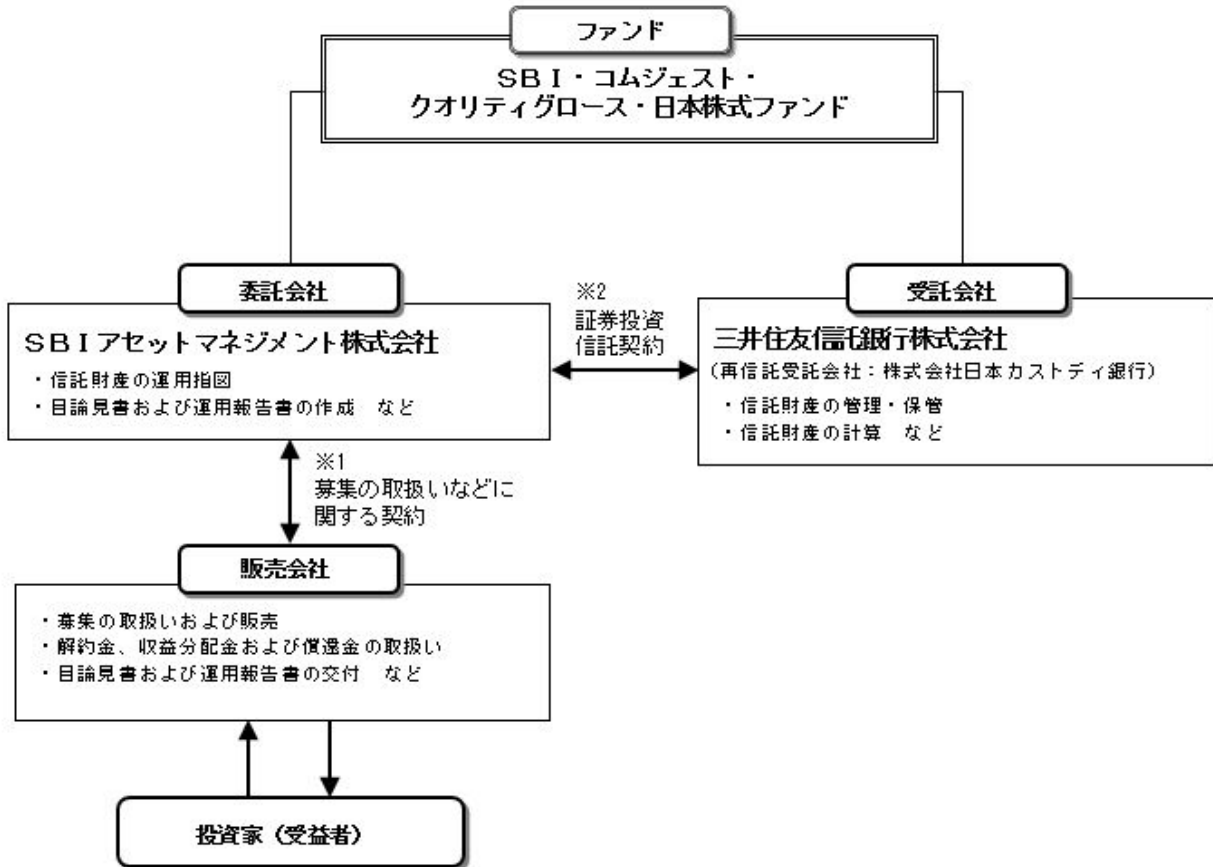 ファンド
ＳＢＩ・コムジェスト・
クオリティグロース・日本株式ファンド
委託会社
ＳＢＩアセットマネジメント株式会社
・信託財産の運用指図
・目論見書および運用報告書の作成　など
※2
証券投資
信託契約
受託会社
三井住友信託銀行株式会社
（再信託受託会社：株式会社日本カストディ銀行）
・信託財産の管理・保管
・信託財産の計算　など
※1
募集の取扱いなどに
関する契約
販売会社
・募集の取扱いおよび販売
・解約金、収益分配金および償還金の取扱い
・目論見書および運用報告書の交付　など
投資家（受益者）